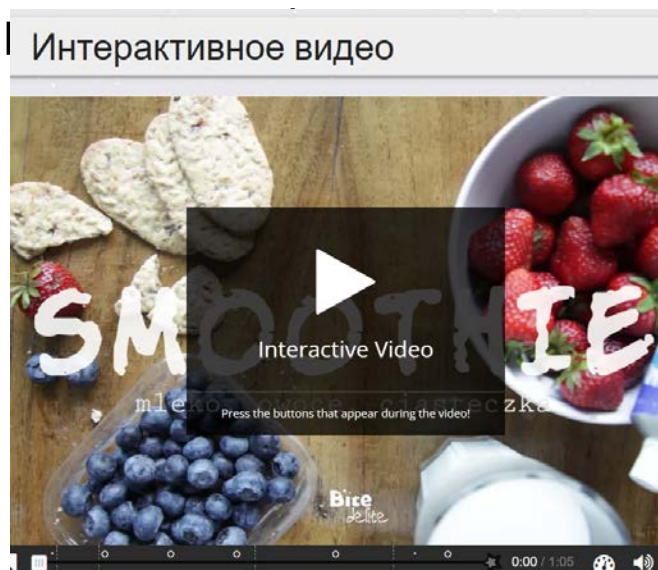 Интерактивное видео
SMOOTHIE
Interactive Video
mleko owoce ciasteczka
Press the buttons that appear during the video!
Bite
delite
0:00 / 1:05